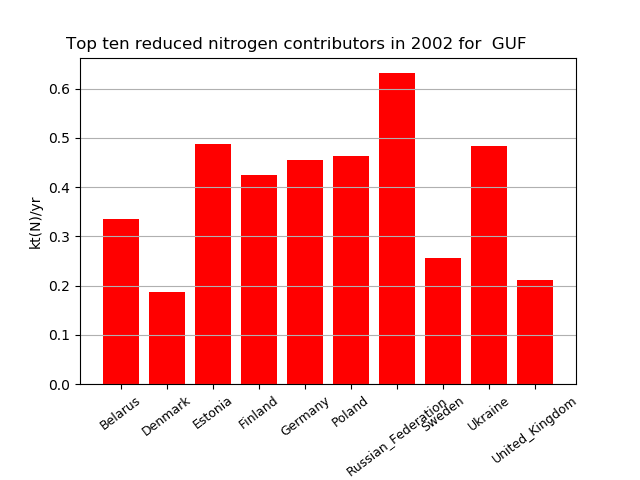 Top ten reduced nitrogen contributors in 2002 for  GUF
kt(N)/yr
0.6
0.5
0.4
0.3
0.2
0.1
0.0
Belarus
Denmark
Estonia
Finland
Germany
Poland
Russian_Federation
Sweden
Ukraine
United_Kingdom